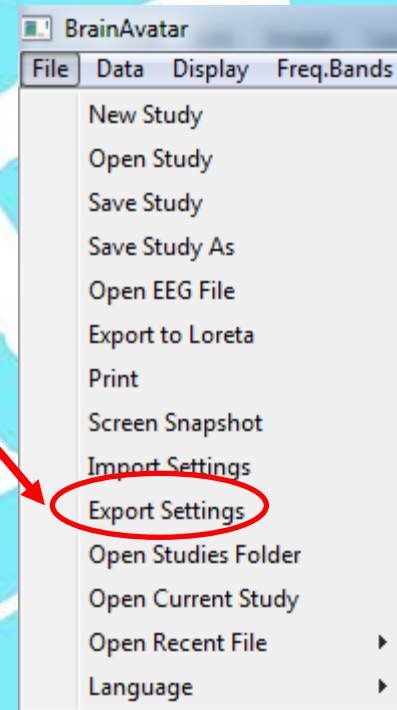 BrainAvatar
File Data Display Freq.Bands
New Study
Open Study
Save Study
Save Study As
Open EEG File
Export to Loreta
Print
Screen Snapshot
Import Settings
Export Settings
Open Studies Folder
Open Current Study
Open Recent File
Language